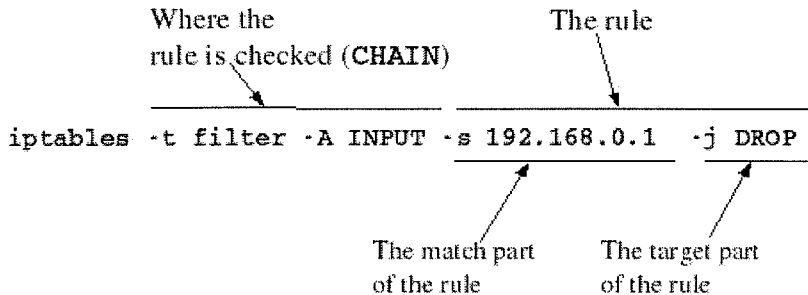 Where the
rule is checked (CHAIN)
The rule
iptables -t filter -A INPUT -s 192.168.0.1 -j DROP
The match part
of the rule
The target part
of the rule